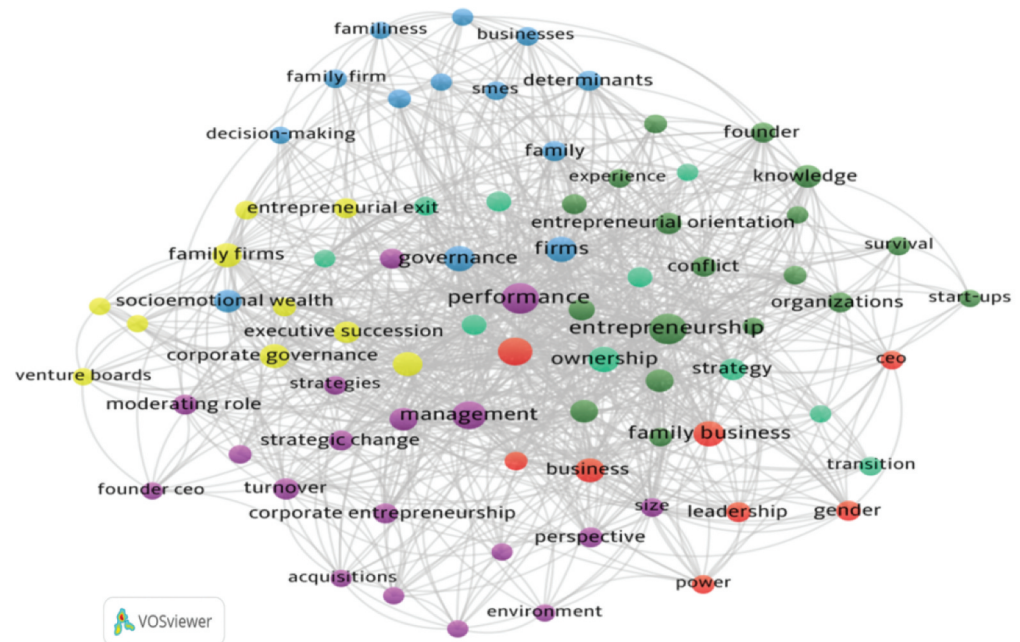 familiness
businesses
family firm
smes
determinants
decision-making
family
founder
experience
knowledge
entrepreneurial exit
entrepreneurial orientation
family firms
governance
firms
conflict
survival
socioemotional wealth
performance
organizations
start-ups
executive succession
entrepreneurship
corporate governance
ownership
ceo
venture boards
strategies
strategy
moderating role
management
strategic change
family business
business
transition
founder ceo
turnover
size
leadership
gender
corporate entrepreneurship
perspective
acquisitions
power
environment
VOSviewer